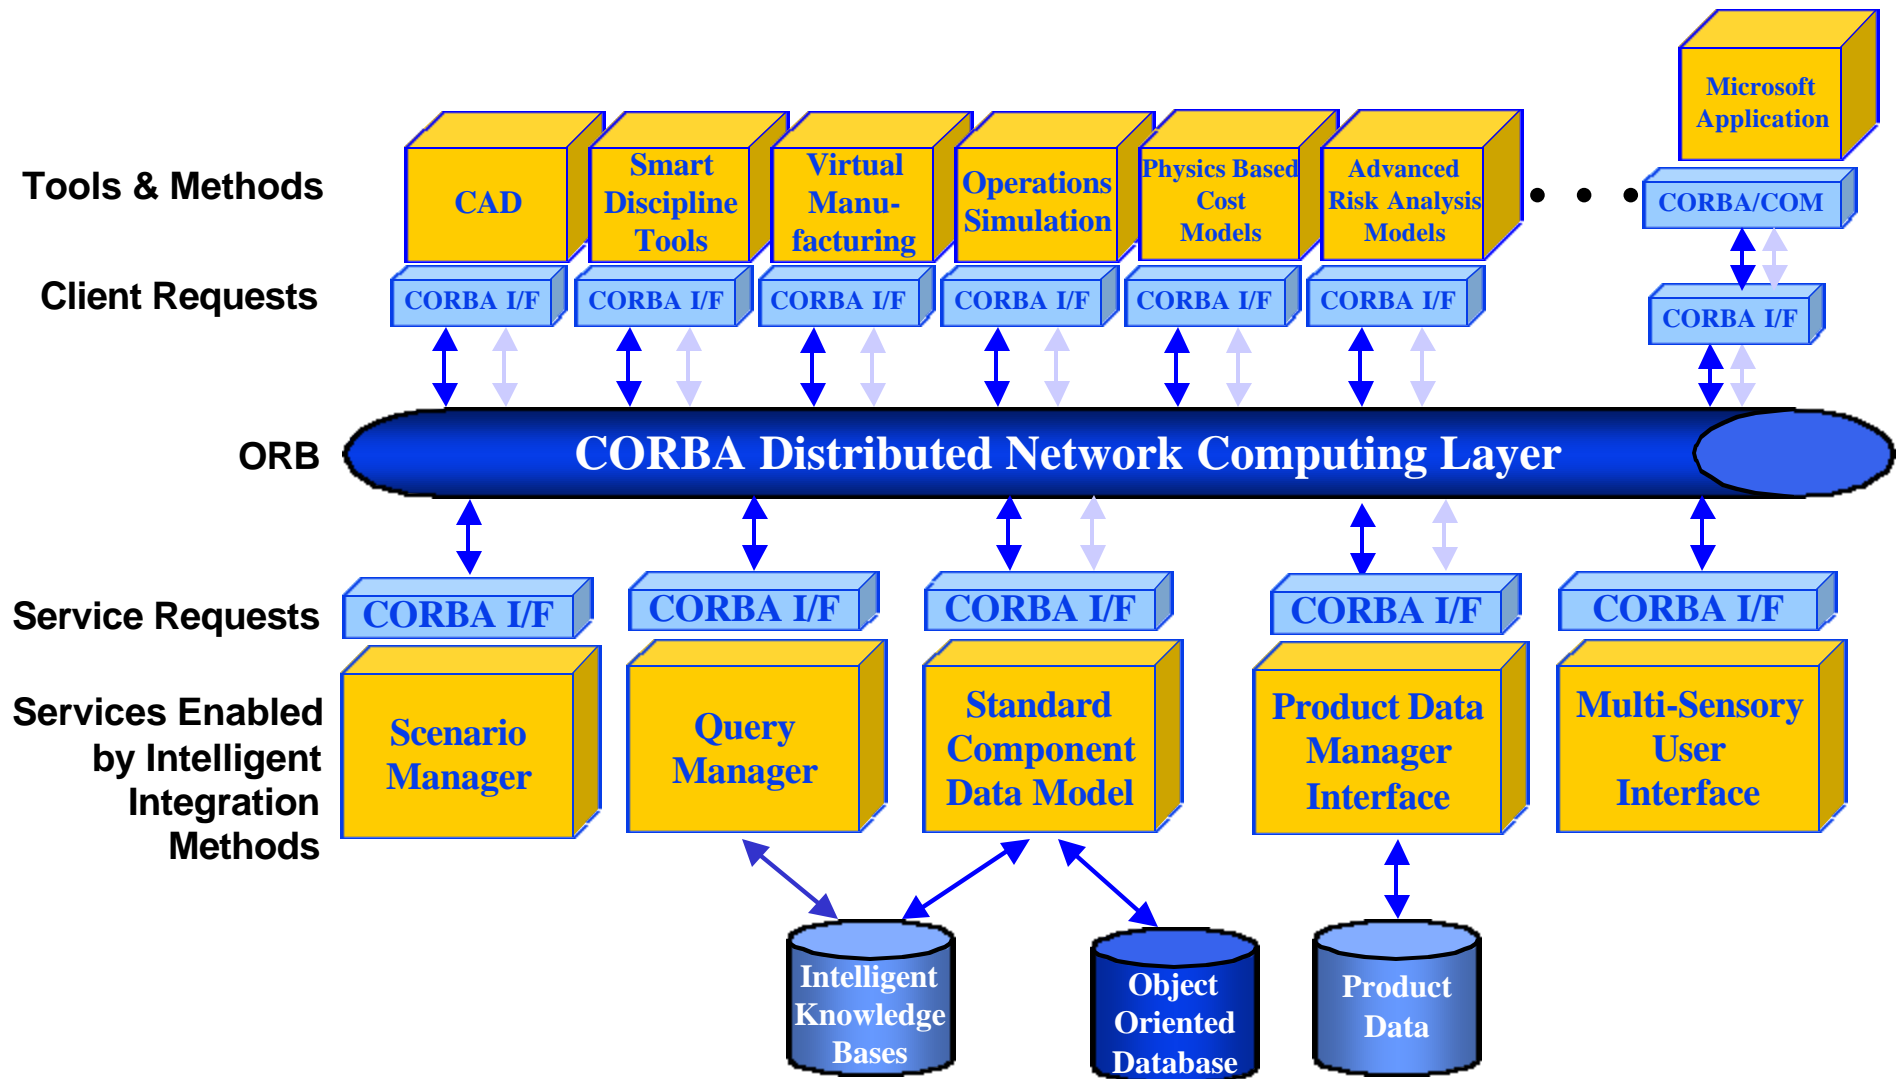 Microsoft
Application
Tools & Methods
CAD
Smart
Discipline
Tools
Virtual
Manu-
facturing
Operations
Simulation
Physics Based
Cost
Models
Advanced
Risk Analysis
Models
• • •
CORBA/COM
Client Requests
CORBA I/F
CORBA I/F
CORBA I/F
CORBA I/F
CORBA I/F
CORBA I/F
CORBA I/F
ORB
CORBA Distributed Network Computing Layer
Service Requests
CORBA I/F
CORBA I/F
CORBA I/F
CORBA I/F
CORBA I/F
Services Enabled
by Intelligent
Integration
Methods
Scenario
Manager
Query
Manager
Standard
Component
Data Model
Product Data
Manager
Interface
Multi-Sensory
User
Interface
Intelligent
Knowledge
Bases
Object
Oriented
Database
Product
Data